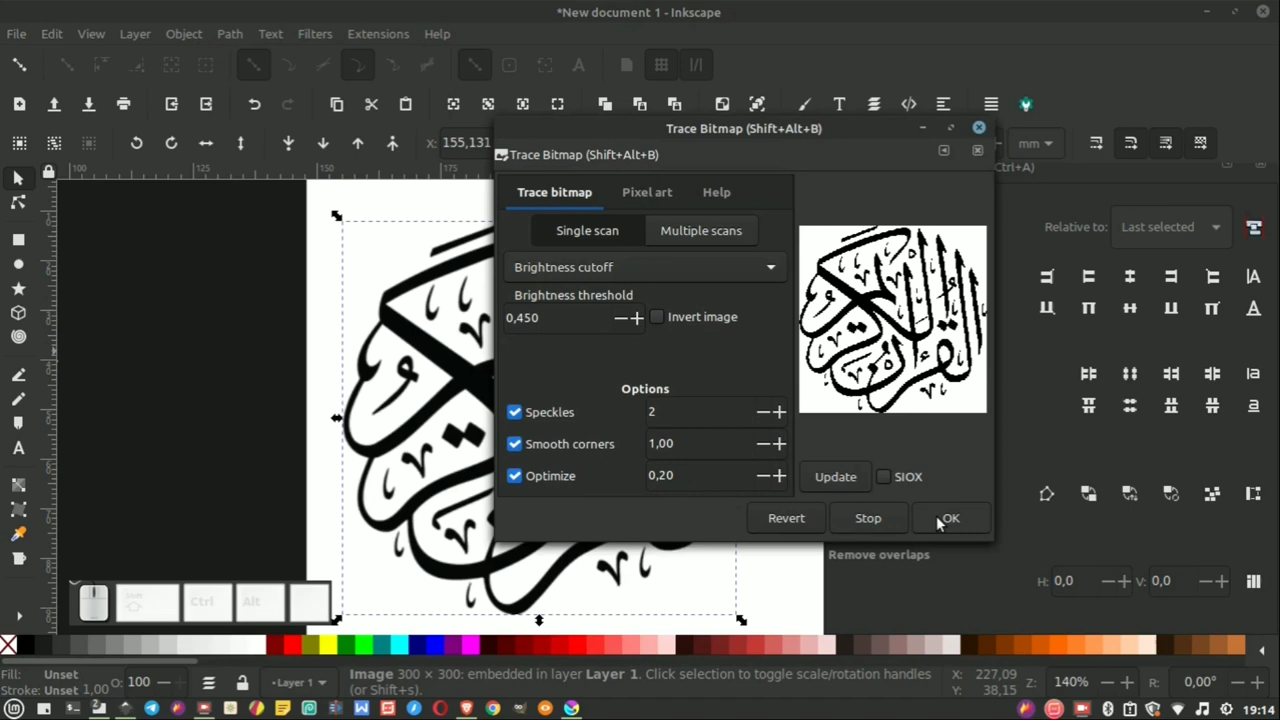 *New document 1 - Inkscape
File Edit View Layer Object Path Text Filters Extensions Help
X: 155,131
mm
Trace Bitmap (Shift+Alt+B)
Trace Bitmap (Shift+Alt+B)
Ctrl+A)
100 125 150 175
Trace bitmap Pixel art Help
Single scan Multiple scans
Brightness cutoff
Brightness threshold
0,450 Invert image
Options
Speckles 2
Smooth corners 1,00
Optimize 0,20
Update SIOX
Revert Stop OK
القرآن الكريم
Relative to: Last selected
Remove overlaps
H: 0,0 V: 0,0
Shift Ctrl Alt
Fill: Unset
Stroke: Unset 1,00 O: 100
Layer 1
Image 300 × 300: embedded in layer Layer 1. Click selection to toggle scale/rotation handles
(or Shift+s).
X: 227,09
Y: 38,15
Z: 140%
R: 0,00°
19:14